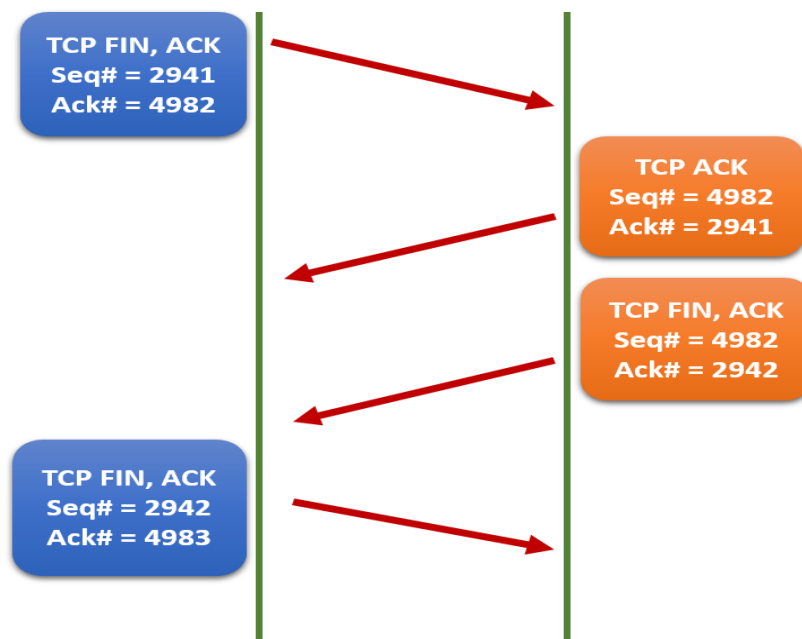 TCP FIN, ACK
Seq# = 2941
Ack# = 4982
TCP ACK
Seq# = 4982
Ack# = 2941
TCP FIN, ACK
Seq# = 4982
Ack# = 2942
TCP FIN, ACK
Seq# = 2942
Ack# = 4983